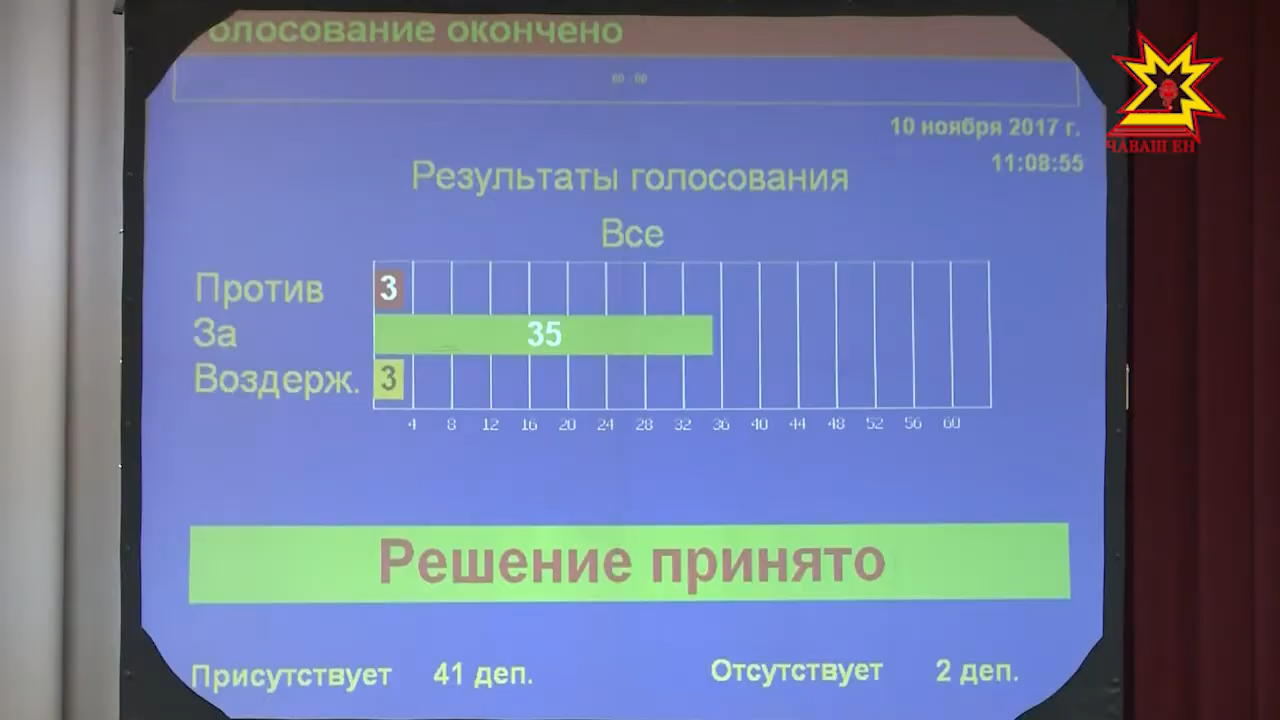 олосование окончено
00 : 00
10 ноября 2017 г.
11:08:55
ЧАВАШ ЕН
Результаты голосования
Все
Против 3
За 35
Воздерж. 3
4 8 12 16 20 24 28 32 36 40 44 48 52 56 60
Решение принято
Присутствует 41 деп. Отсутствует 2 деп.